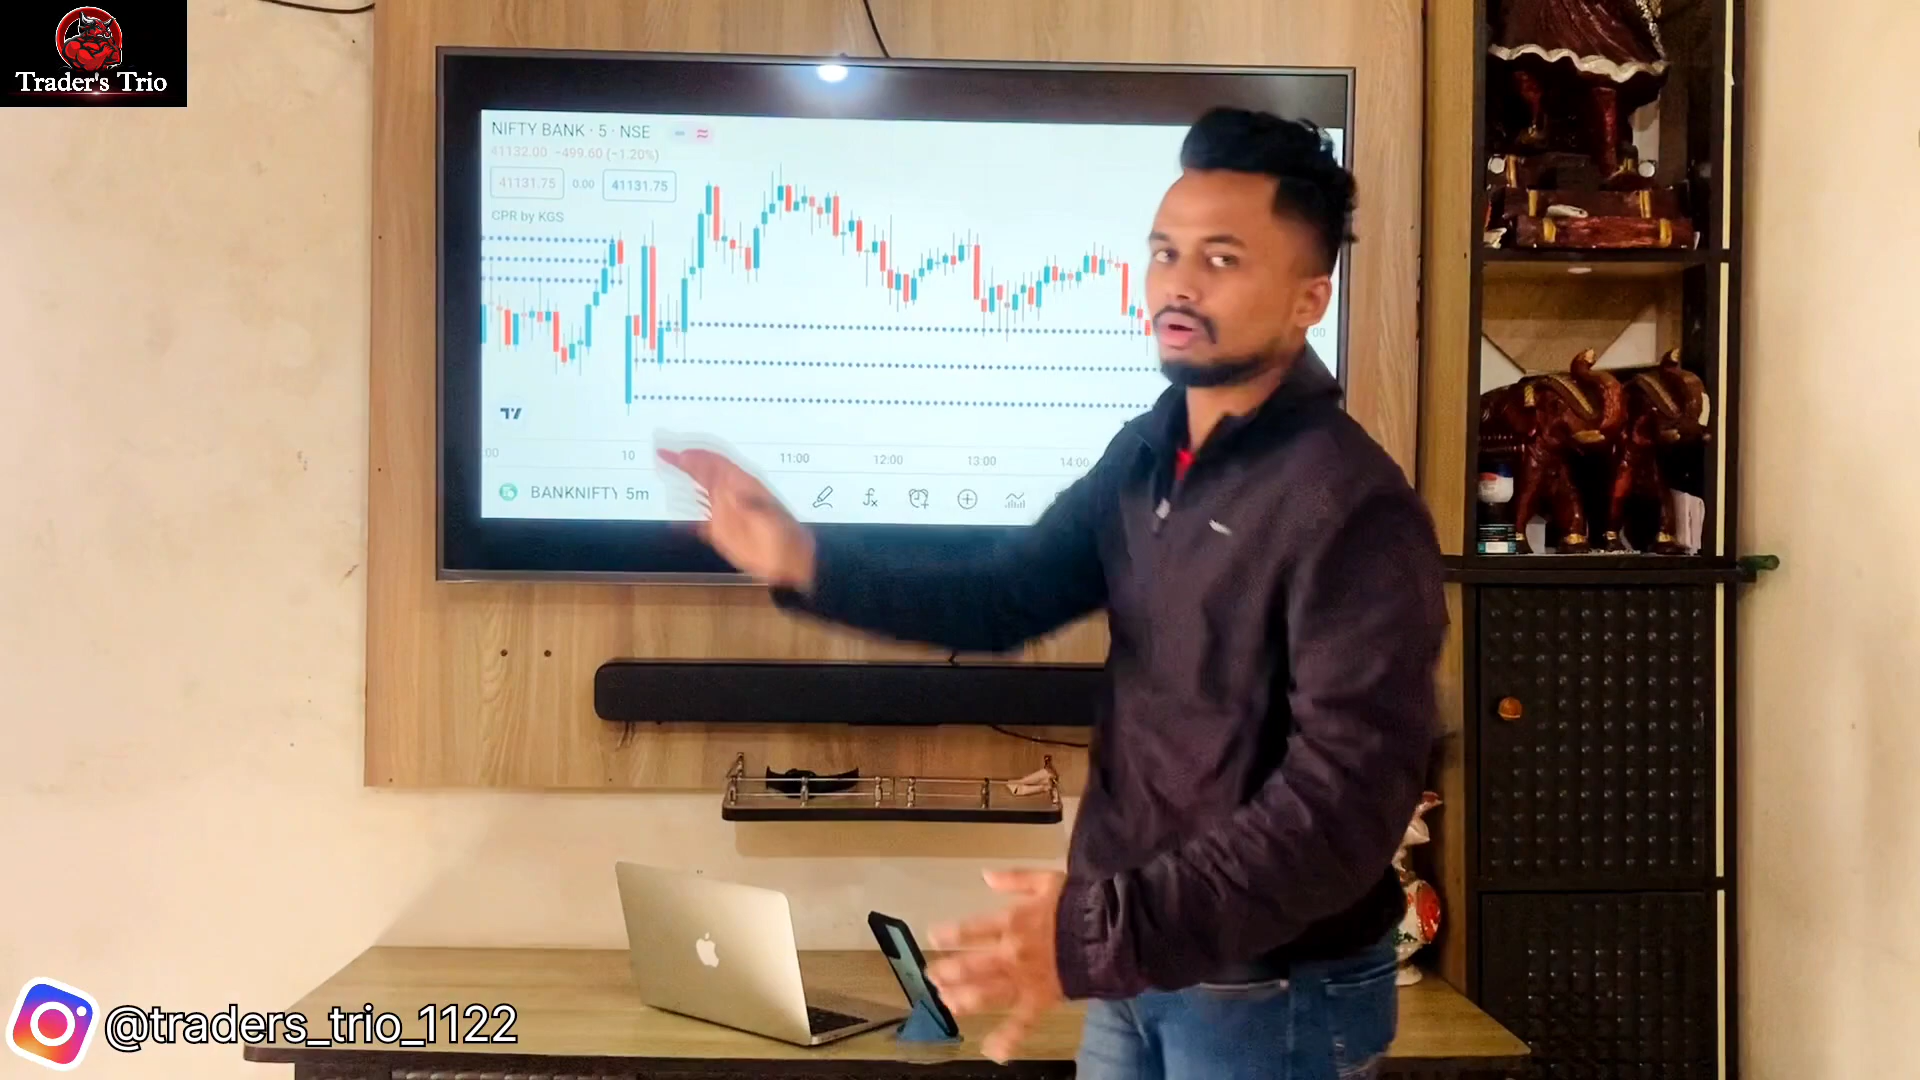 Trader's Trio
NIFTY BANK · 5 · NSE
41132.00 −499.60 (−1.20%)
41131.75 0.00 41131.75
CPR by KGS
:00 10 11:00 12:00 13:00 14:00
BANKNIFTY 5m
@traders_trio_1122